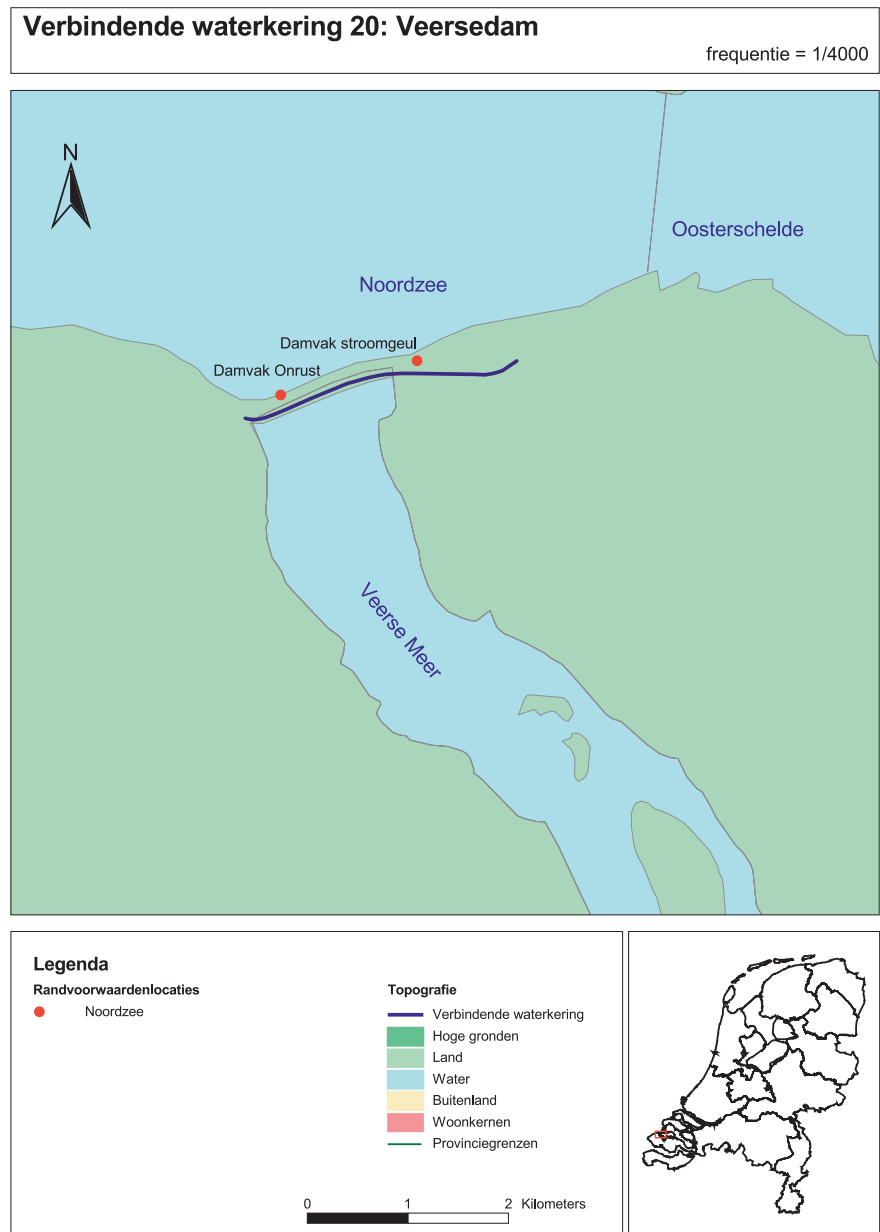 Verbindende waterkering 20: Veersedam
frequentie = 1/4000
N
Oosterschelde
Noordzee
Damvak stroomgeul
Damvak Onrust
Veerse Meer
Legenda
Randvoorwaardenlocaties
Noordzee
Topografie
Verbindende waterkering
Hoge gronden
Land
Water
Buitenland
Woonkernen
Provinciegrenzen
0 1 2 Kilometers